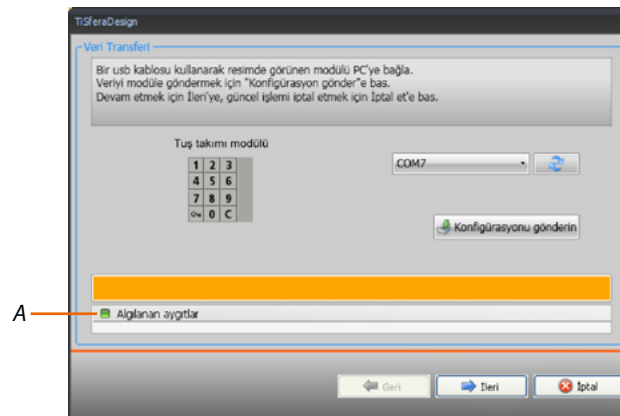 TiSferaDesign
Veri Transferi
Bir usb kablosu kullanarak resimde görünen modülü PC'ye bağla.
Veriyi modüle göndermek için "Konfigürasyon gönder"e bas.
Devam etmek için İleri'ye, güncel işlemi iptal etmek için İptal et'e bas.
Tuş takımı modülü
1 2 3
4 5 6
7 8 9
0 C
COM7
Konfigürasyonu gönderin
A
Algılanan aygıtlar
Geri
İleri
İptal